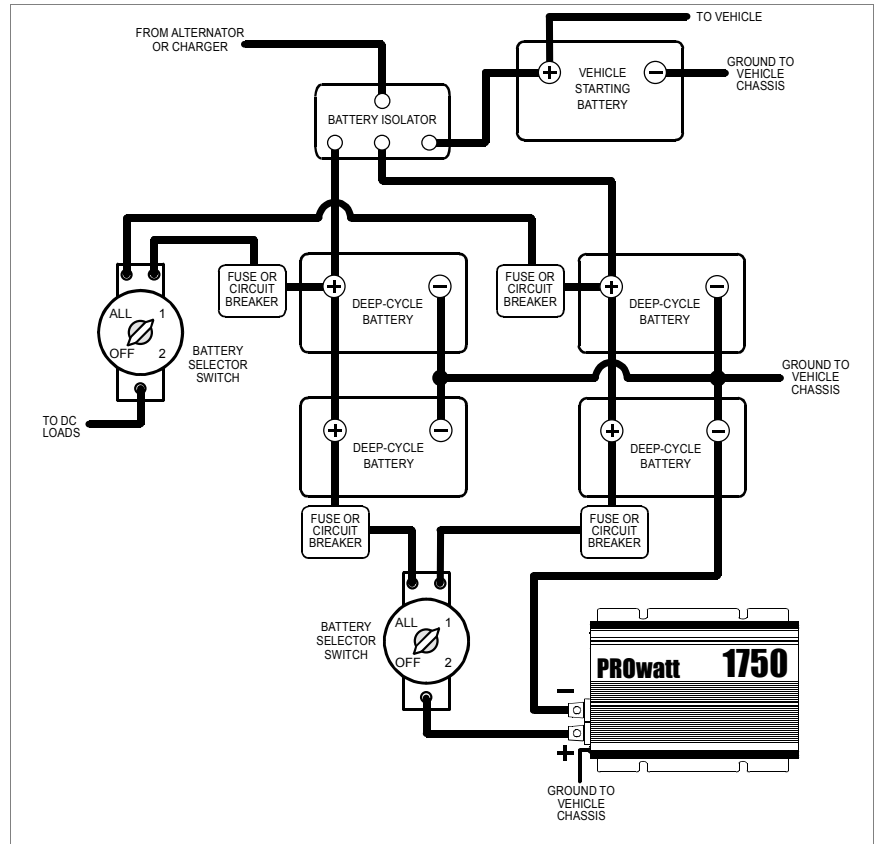 TO VEHICLE
FROM ALTERNATOR
OR CHARGER
VEHICLE
STARTING
BATTERY
GROUND TO
VEHICLE
CHASSIS
+
−
BATTERY ISOLATOR
FUSE OR
CIRCUIT
BREAKER
+
−
DEEP-CYCLE
BATTERY
FUSE OR
CIRCUIT
BREAKER
+
−
DEEP-CYCLE
BATTERY
ALL 1
OFF 2
BATTERY
SELECTOR
SWITCH
GROUND TO
VEHICLE
CHASSIS
TO DC
LOADS
+
−
DEEP-CYCLE
BATTERY
+
−
DEEP-CYCLE
BATTERY
FUSE OR
CIRCUIT
BREAKER
FUSE OR
CIRCUIT
BREAKER
BATTERY
SELECTOR
SWITCH
ALL 1
OFF 2
PROwatt 1750
−
+
GROUND TO
VEHICLE
CHASSIS